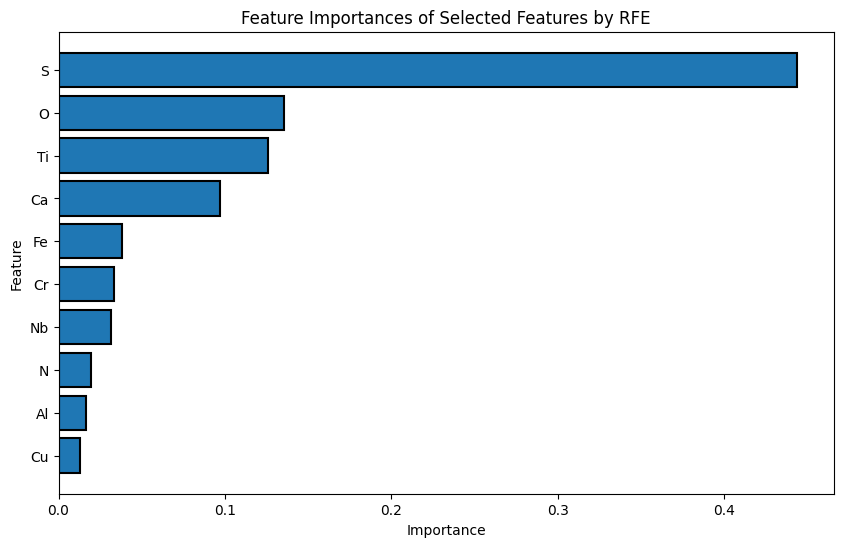 Feature Importances of Selected Features by RFE
S
O
Ti
Ca
Fe
Cr
Nb
N
Al
Cu
Feature
0.0 0.1 0.2 0.3 0.4
Importance